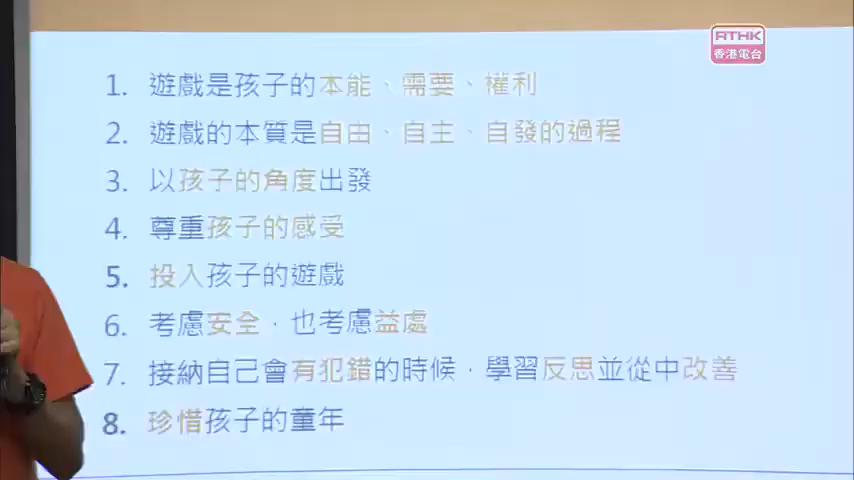 RTHK
香港電台
1. 遊戲是孩子的本能、需要、權利
2. 遊戲的本質是自由、自主、自發的過程
3. 以孩子的角度出發
4. 尊重孩子的感受
5. 投入孩子的遊戲
6. 考慮安全，也考慮益處
7. 接納自己會有犯錯的時候，學習反思並從中改善
8. 珍惜孩子的童年